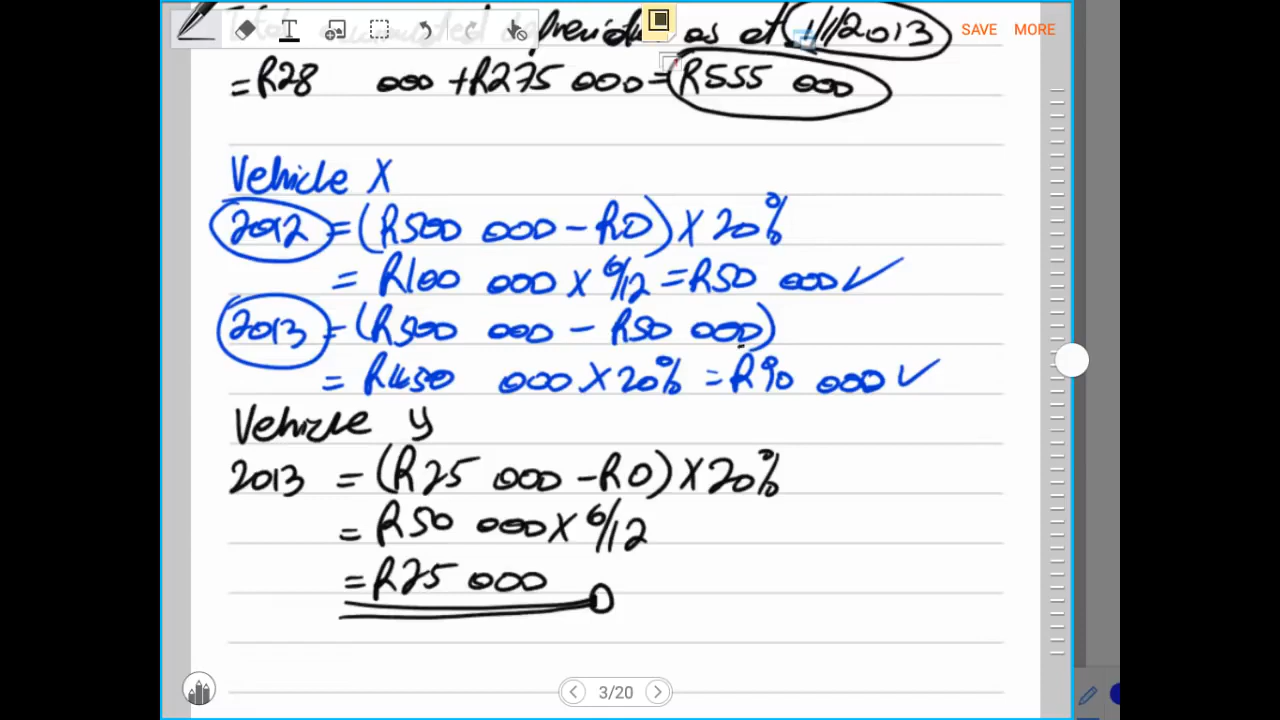 as at 1/1/2013
SAVE MORE
= R28 000 + R275 000 = R555 000
Vehicle X
2012 = (R500 000 - R0) X 20%
= R100 000 X 6/12 = R50 000 ✓
2013 = (R500 000 - R50 000)
= R450 000 X 20% = R90 000 ✓
Vehicle y
2013 = (R25 000 - R0) X 20%
= R50 000 X 6/12
= R25 000
3/20